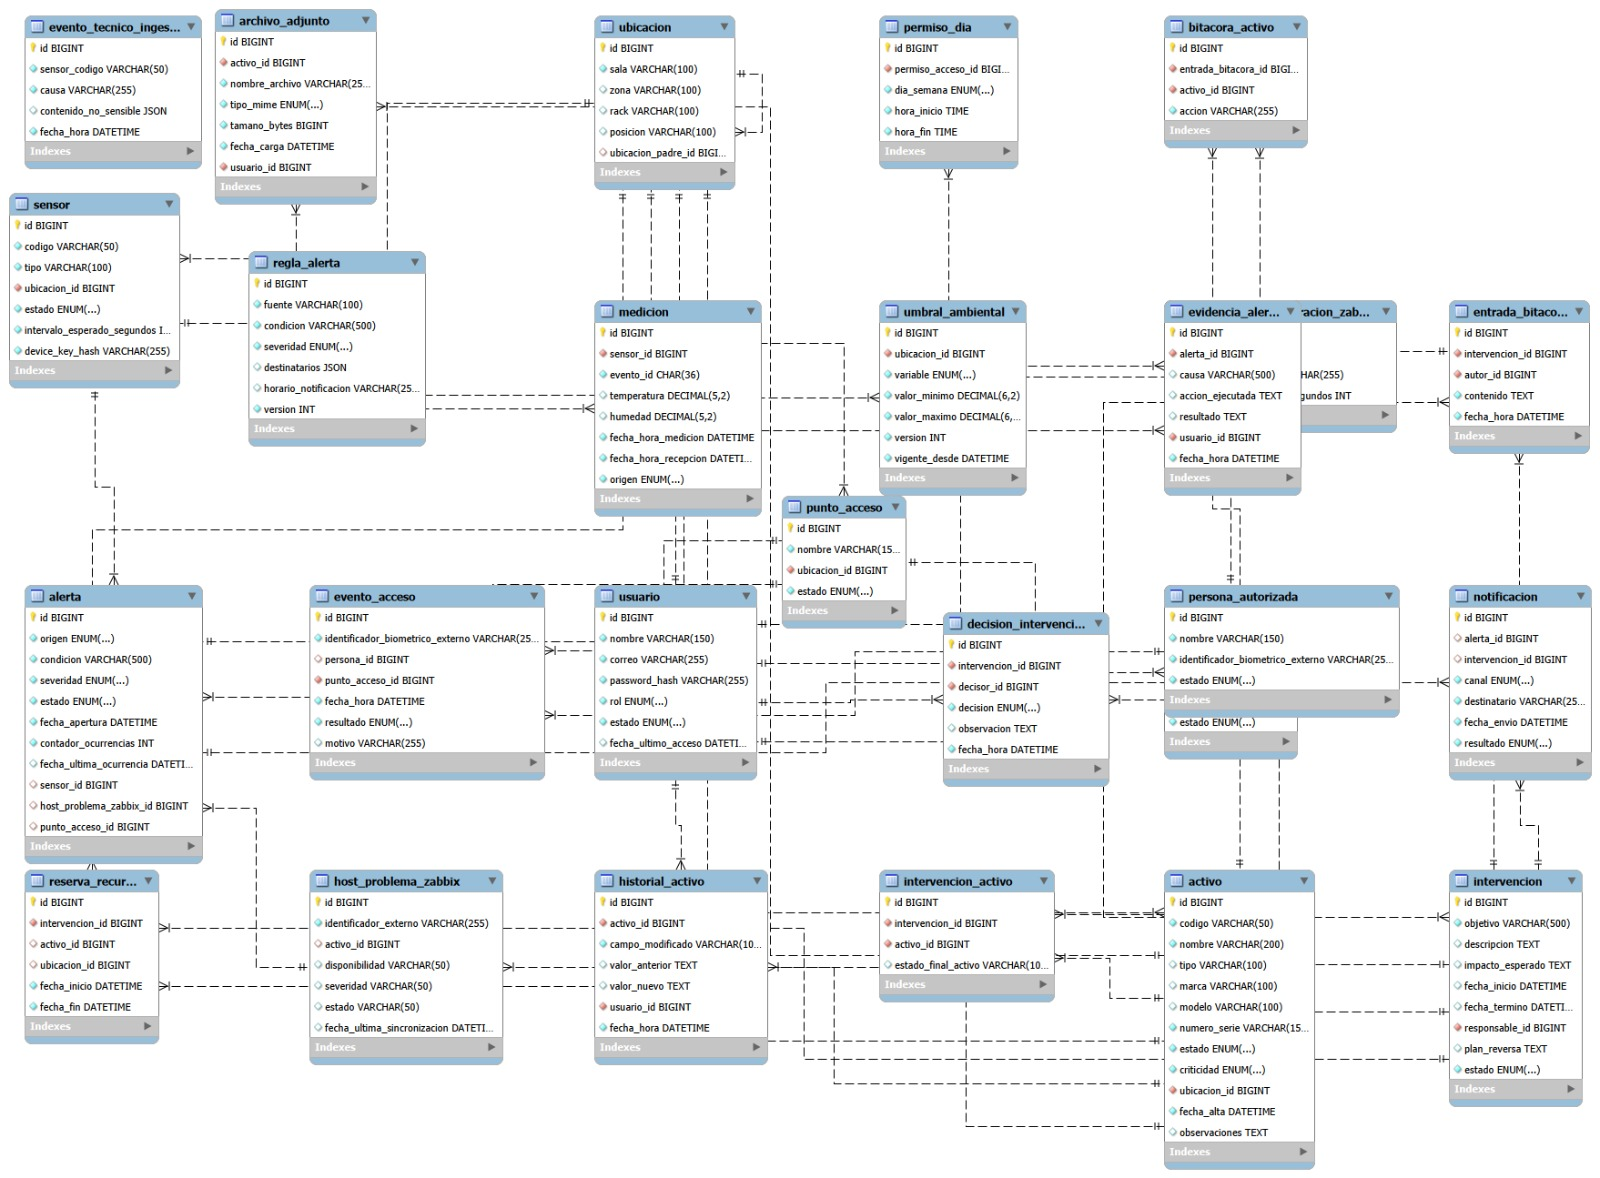 evento_tecnico_inges...
id BIGINT
sensor_codigo VARCHAR(50)
causa VARCHAR(255)
contenido_no_sensible JSON
fecha_hora DATETIME
Indexes
archivo_adjunto
id BIGINT
activo_id BIGINT
nombre_archivo VARCHAR(25...
tipo_mime ENUM(...)
tamano_bytes BIGINT
fecha_carga DATETIME
usuario_id BIGINT
Indexes
ubicacion
id BIGINT
sala VARCHAR(100)
zona VARCHAR(100)
rack VARCHAR(100)
posicion VARCHAR(100)
ubicacion_padre_id BIGI...
Indexes
permiso_dia
id BIGINT
permiso_acceso_id BIGI...
dia_semana ENUM(...)
hora_inicio TIME
hora_fin TIME
Indexes
bitacora_activo
id BIGINT
entrada_bitacora_id BIGI...
activo_id BIGINT
accion VARCHAR(255)
Indexes
sensor
id BIGINT
codigo VARCHAR(50)
tipo VARCHAR(100)
ubicacion_id BIGINT
estado ENUM(...)
intervalo_esperado_segundos I...
device_key_hash VARCHAR(255)
Indexes
regla_alerta
id BIGINT
fuente VARCHAR(100)
condicion VARCHAR(500)
severidad ENUM(...)
destinatarios JSON
horario_notificacion VARCHAR(25...
version INT
Indexes
medicion
id BIGINT
sensor_id BIGINT
evento_id CHAR(36)
temperatura DECIMAL(5,2)
humedad DECIMAL(5,2)
fecha_hora_medicion DATETIME
fecha_hora_recepcion DATETI...
origen ENUM(...)
Indexes
umbral_ambiental
id BIGINT
ubicacion_id BIGINT
variable ENUM(...)
valor_minimo DECIMAL(6,2)
valor_maximo DECIMAL(6,...
version INT
vigente_desde DATETIME
Indexes
evidencia_aler...
id BIGINT
alerta_id BIGINT
causa VARCHAR(500)
accion_ejecutada TEXT
resultado TEXT
usuario_id BIGINT
fecha_hora DATETIME
Indexes
racion_zab...
HAR(255)
gundos INT
entrada_bitaco...
id BIGINT
intervencion_id BIGINT
autor_id BIGINT
contenido TEXT
fecha_hora DATETIME
Indexes
punto_acceso
id BIGINT
nombre VARCHAR(15...
ubicacion_id BIGINT
estado ENUM(...)
Indexes
alerta
id BIGINT
origen ENUM(...)
condicion VARCHAR(500)
severidad ENUM(...)
estado ENUM(...)
fecha_apertura DATETIME
contador_ocurrencias INT
fecha_ultima_ocurrencia DATETI...
sensor_id BIGINT
host_problema_zabbix_id BIGINT
punto_acceso_id BIGINT
Indexes
evento_acceso
id BIGINT
identificador_biometrico_externo VARCHAR(25...
persona_id BIGINT
punto_acceso_id BIGINT
fecha_hora DATETIME
resultado ENUM(...)
motivo VARCHAR(255)
Indexes
usuario
id BIGINT
nombre VARCHAR(150)
correo VARCHAR(255)
password_hash VARCHAR(255)
rol ENUM(...)
estado ENUM(...)
fecha_ultimo_acceso DATETI...
Indexes
decision_intervenci...
id BIGINT
intervencion_id BIGINT
decisor_id BIGINT
decision ENUM(...)
observacion TEXT
fecha_hora DATETIME
Indexes
persona_autorizada
id BIGINT
nombre VARCHAR(150)
identificador_biometrico_externo VARCHAR(25...
estado ENUM(...)
Indexes
estado ENUM(...)
Indexes
notificacion
id BIGINT
alerta_id BIGINT
intervencion_id BIGINT
canal ENUM(...)
destinatario VARCHAR(25...
fecha_envio DATETIME
resultado ENUM(...)
Indexes
reserva_recur...
id BIGINT
intervencion_id BIGINT
activo_id BIGINT
ubicacion_id BIGINT
fecha_inicio DATETIME
fecha_fin DATETIME
Indexes
host_problema_zabbix
id BIGINT
identificador_externo VARCHAR(255)
activo_id BIGINT
disponibilidad VARCHAR(50)
severidad VARCHAR(50)
estado VARCHAR(50)
fecha_ultima_sincronizacion DATETI...
Indexes
historial_activo
id BIGINT
activo_id BIGINT
campo_modificado VARCHAR(10...
valor_anterior TEXT
valor_nuevo TEXT
usuario_id BIGINT
fecha_hora DATETIME
Indexes
intervencion_activo
id BIGINT
intervencion_id BIGINT
activo_id BIGINT
estado_final_activo VARCHAR(10...
Indexes
activo
id BIGINT
codigo VARCHAR(50)
nombre VARCHAR(200)
tipo VARCHAR(100)
marca VARCHAR(100)
modelo VARCHAR(100)
numero_serie VARCHAR(15...
estado ENUM(...)
criticidad ENUM(...)
ubicacion_id BIGINT
fecha_alta DATETIME
observaciones TEXT
Indexes
intervencion
id BIGINT
objetivo VARCHAR(500)
descripcion TEXT
impacto_esperado TEXT
fecha_inicio DATETIME
fecha_termino DATETI...
responsable_id BIGINT
plan_reversa TEXT
estado ENUM(...)
Indexes